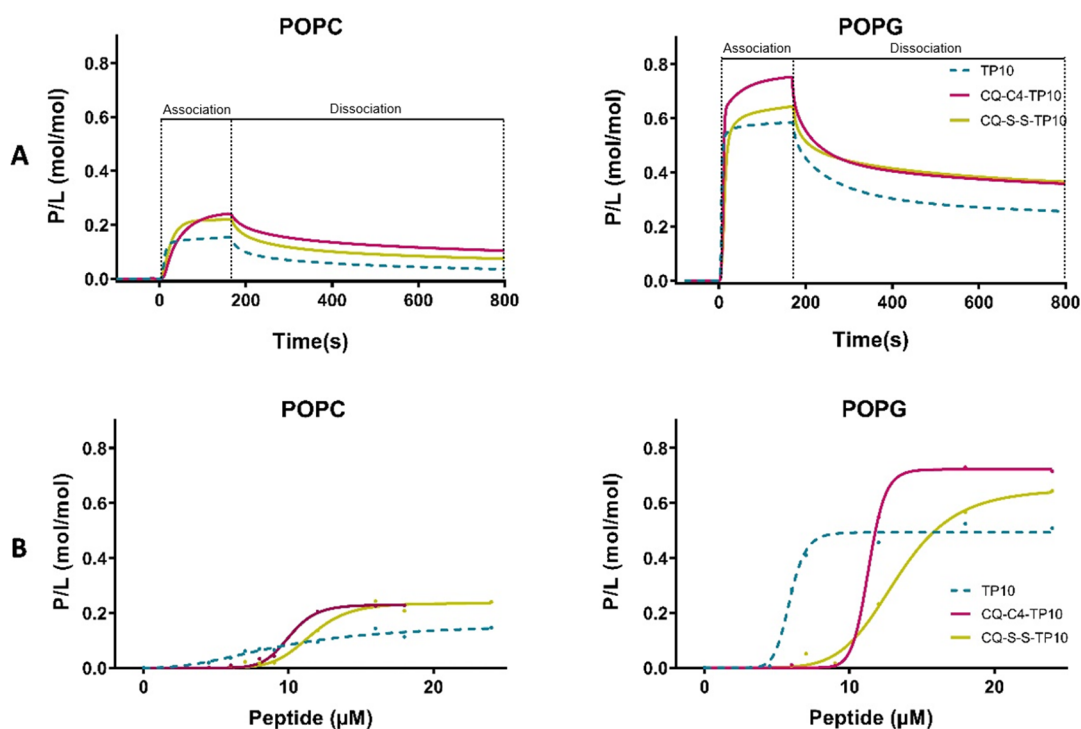 POPC
POPG
A
P/L (mol/mol)
0.8
0.6
0.4
0.2
0.0
Association
Dissociation
0
200
400
600
800
Time(s)
P/L (mol/mol)
0.8
0.6
0.4
0.2
0.0
Association
Dissociation
TP10
CQ-C4-TP10
CQ-S-S-TP10
0
200
400
600
800
Time(s)
POPC
POPG
B
P/L (mol/mol)
0.8
0.6
0.4
0.2
0.0
0
10
20
Peptide (µM)
P/L (mol/mol)
0.8
0.6
0.4
0.2
0.0
TP10
CQ-C4-TP10
CQ-S-S-TP10
0
10
20
Peptide (µM)